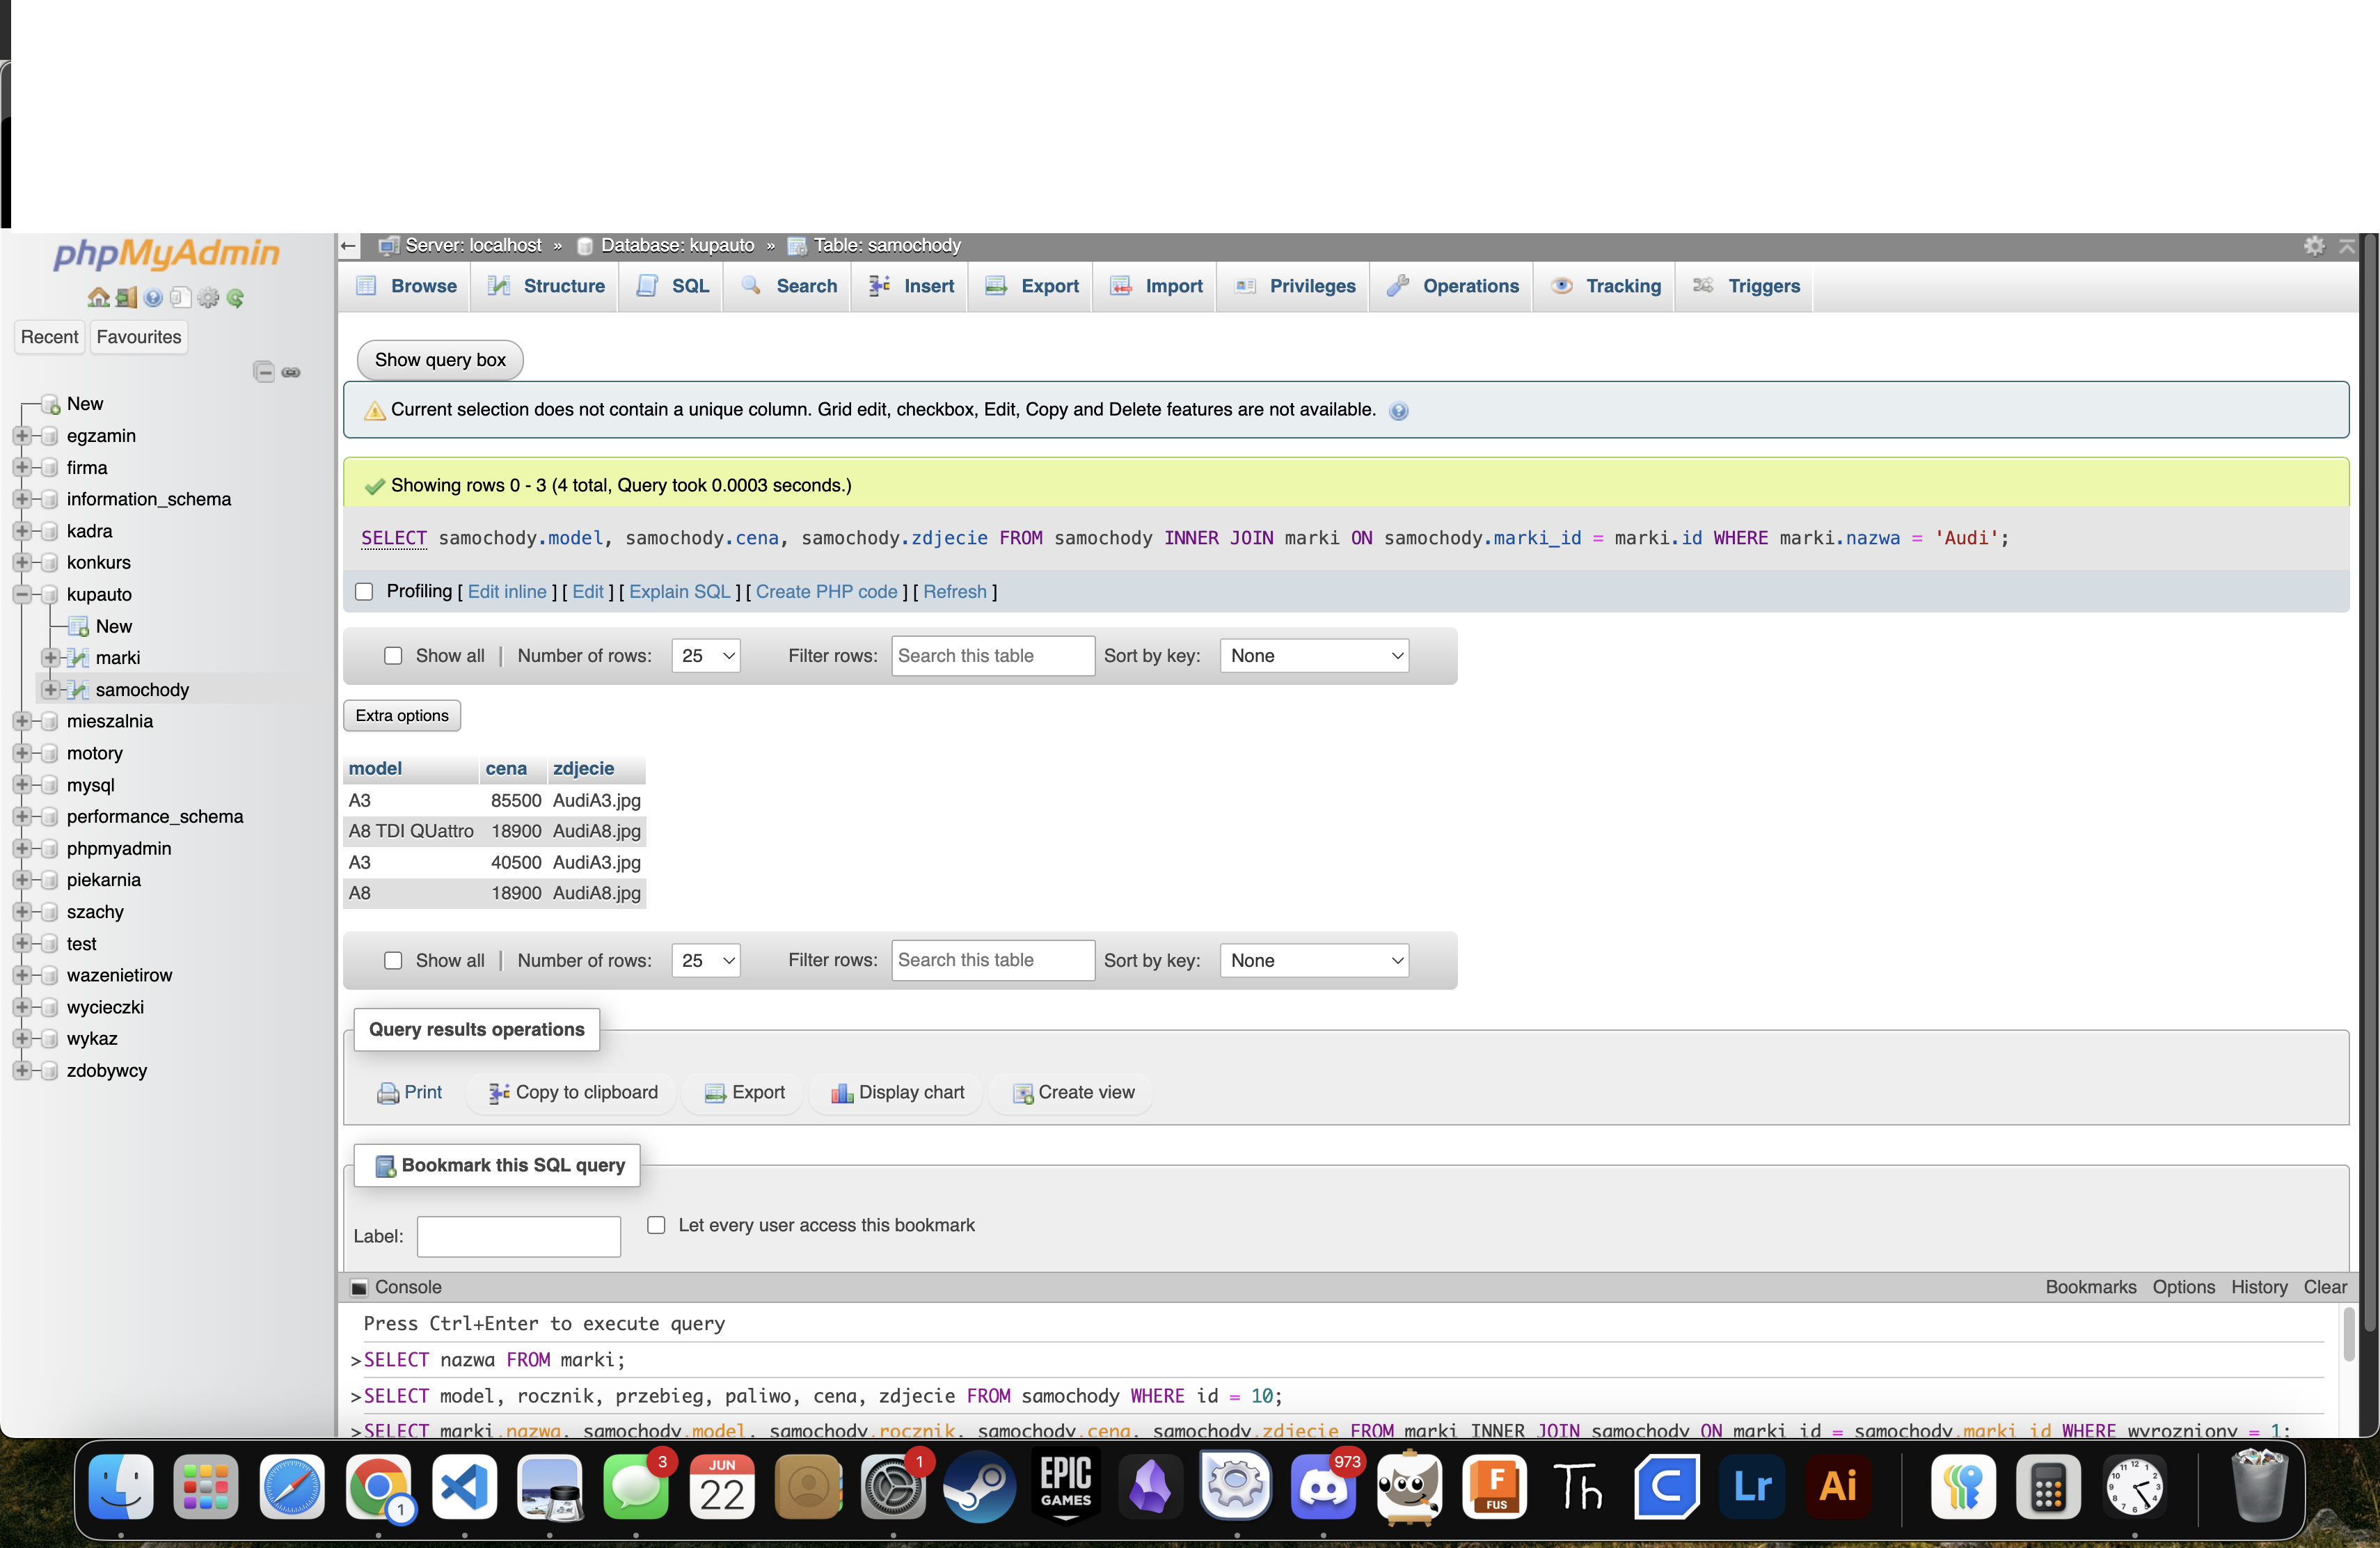 phpMyAdmin
Recent Favourites
New
egzamin
firma
information_schema
kadra
konkurs
kupauto
New
marki
samochody
mieszalnia
motory
mysql
performance_schema
phpmyadmin
piekarnia
szachy
test
wazenietirow
wycieczki
wykaz
zdobywcy
Server: localhost » Database: kupauto » Table: samochody
Browse Structure SQL Search Insert Export Import Privileges Operations Tracking Triggers
Show query box
Current selection does not contain a unique column. Grid edit, checkbox, Edit, Copy and Delete features are not available.
Showing rows 0 - 3 (4 total, Query took 0.0003 seconds.)
SELECT samochody.model, samochody.cena, samochody.zdjecie FROM samochody INNER JOIN marki ON samochody.marki_id = marki.id WHERE marki.nazwa = 'Audi';
Profiling [ Edit inline ] [ Edit ] [ Explain SQL ] [ Create PHP code ] [ Refresh ]
Show all | Number of rows: 25 Filter rows: Search this table Sort by key: None
Extra options
model cena zdjecie
A3 85500 AudiA3.jpg
A8 TDI QUattro 18900 AudiA8.jpg
A3 40500 AudiA3.jpg
A8 18900 AudiA8.jpg
Show all | Number of rows: 25 Filter rows: Search this table Sort by key: None
Query results operations
Print Copy to clipboard Export Display chart Create view
Bookmark this SQL query
Label: Let every user access this bookmark
Console Bookmarks Options History Clear
Press Ctrl+Enter to execute query
>SELECT nazwa FROM marki;
>SELECT model, rocznik, przebieg, paliwo, cena, zdjecie FROM samochody WHERE id = 10;
>SELECT marki.nazwa, samochody.model, samochody.rocznik, samochody.cena, samochody.zdjecie FROM marki INNER JOIN samochody ON marki.id = samochody.marki_id WHERE wyrozniony = 1;
1 3 JUN 22 1 EPIC GAMES 973 F FUS Th C Lr Ai